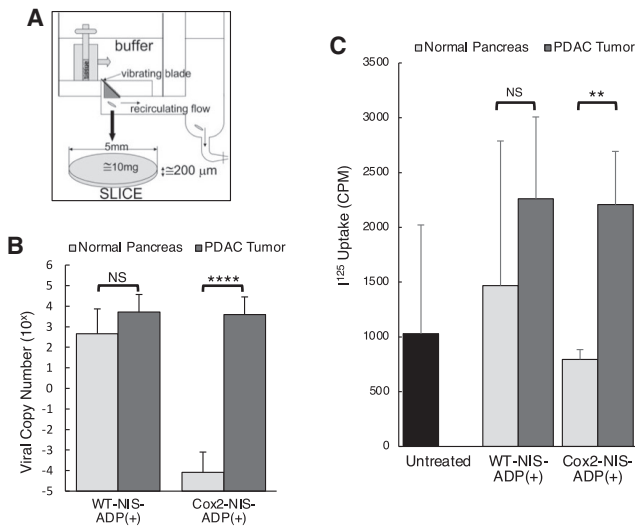 A
buffer
vibrating blade
recirculating flow
5mm
≅10mg
≅200 μm
SLICE
B
Normal Pancreas PDAC Tumor
Viral Copy Number (10ˣ)
6
5
4
3
2
1
0
-1
-2
-3
-4
-5
NS
****
WT-NIS-
ADP(+)
Cox2-NIS-
ADP(+)
C
Normal Pancreas PDAC Tumor
I¹²⁵ Uptake (CPM)
3500
3000
2500
2000
1500
1000
500
0
NS
**
Untreated
WT-NIS-
ADP(+)
Cox2-NIS-
ADP(+)